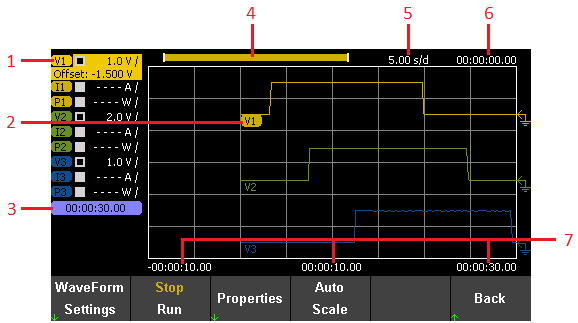 4
5
6
1
V1 1.0 V /
5.00 s/d
00:00:00.00
Offset: -1.500 V
I1 ---- A /
P1 ---- W /
2
V2 2.0 V /
V1
I2 ---- A /
P2 ---- W /
V3 1.0 V /
I3 ---- A /
V2
P3 ---- W /
3
00:00:30.00
7
V3
-00:00:10.00
00:00:10.00
00:00:30.00
WaveForm
Settings
Stop
Run
Properties
Auto
Scale
Back